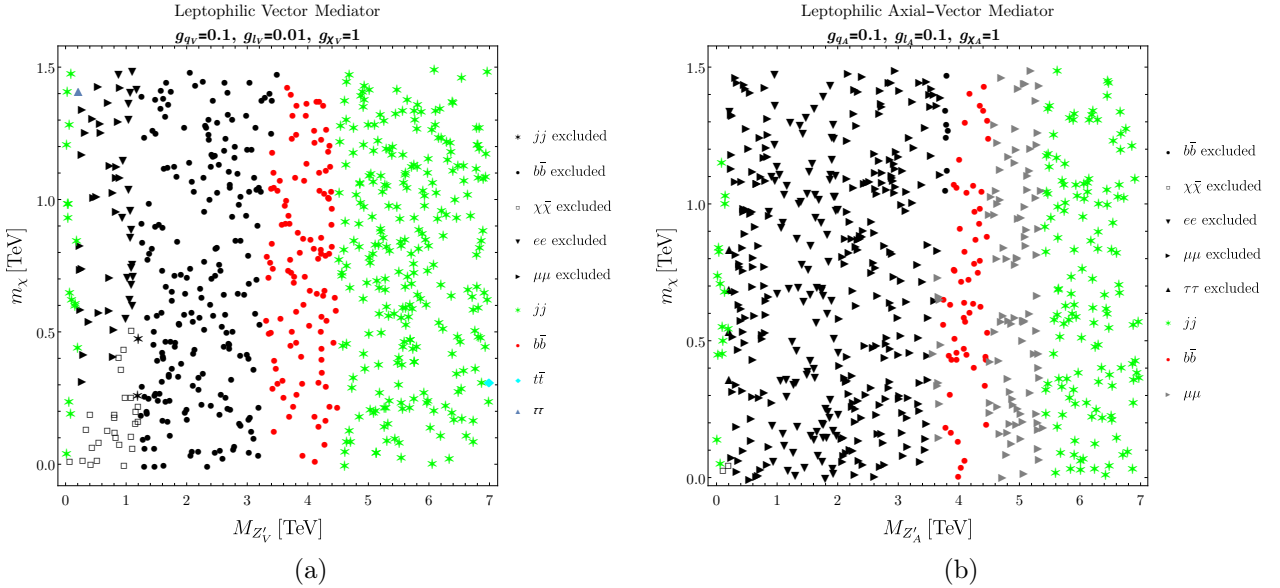 Leptophilic Vector Mediator
g_{q_V}=0.1, g_{l_V}=0.01, g_{χ_V}=1
1.5
1.0
0.5
0.0
m_χ [TeV]
0 1 2 3 4 5 6 7
M_{Z'_V} [TeV]
jj excluded
bb̄ excluded
χχ̄ excluded
ee excluded
μμ excluded
jj
bb̄
tt̄
ττ
(a)
Leptophilic Axial-Vector Mediator
g_{q_A}=0.1, g_{l_A}=0.1, g_{χ_A}=1
1.5
1.0
0.5
0.0
m_χ [TeV]
0 1 2 3 4 5 6 7
M_{Z'_A} [TeV]
bb̄ excluded
χχ̄ excluded
ee excluded
μμ excluded
ττ excluded
jj
bb̄
μμ
(b)